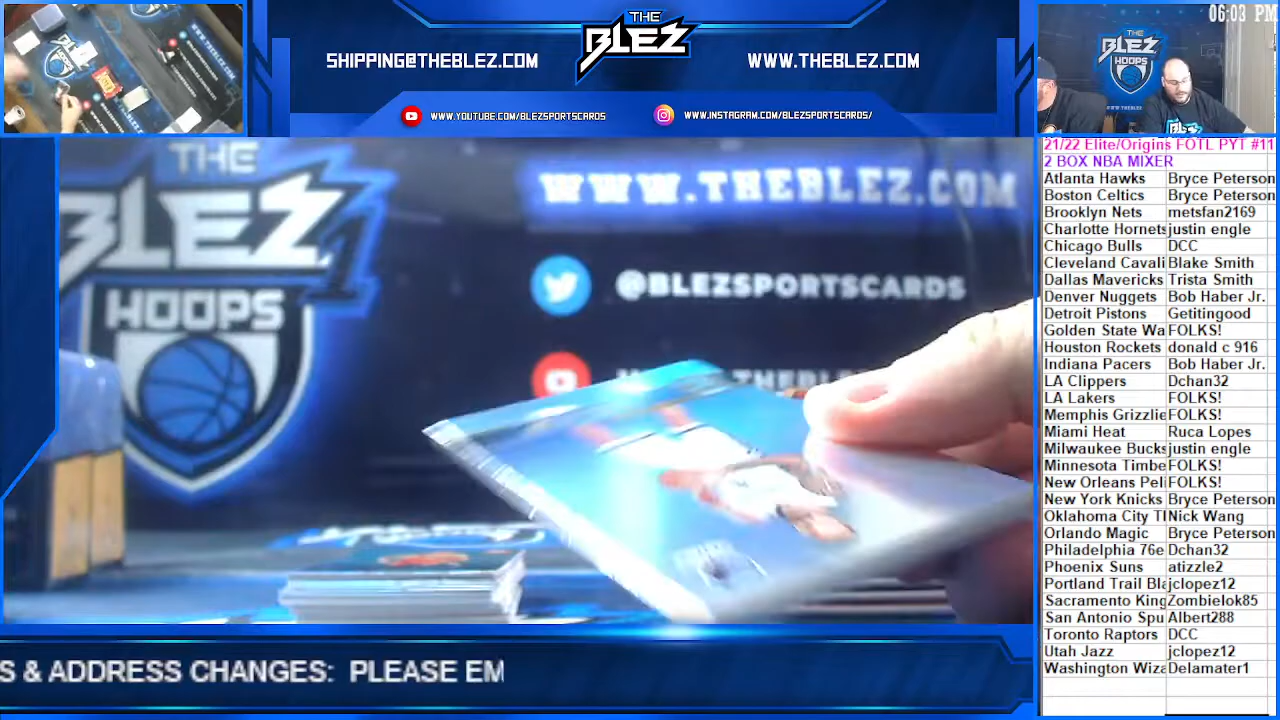 06:03 PM
THE
BLEZ
SHIPPING@THEBLEZ.COM
WWW.THEBLEZ.COM
WWW.YOUTUBE.COM/BLEZSPORTSCARDS
WWW.INSTAGRAM.COM/BLEZSPORTSCARDS/
THE
BLEZ
HOOPS
THE
BLEZ
HOOPS
WWW.THEBLEZ.COM
@BLEZSPORTSCARDS
21/22 Elite/Origins FOTL PYT #11
2 BOX NBA MIXER
Atlanta Hawks Bryce Peterson
Boston Celtics Bryce Peterson
Brooklyn Nets metsfan2169
Charlotte Hornets justin engle
Chicago Bulls DCC
Cleveland Cavali Blake Smith
Dallas Mavericks Trista Smith
Denver Nuggets Bob Haber Jr.
Detroit Pistons Getitingood
Golden State Wa FOLKS!
Houston Rockets donald c 916
Indiana Pacers Bob Haber Jr.
LA Clippers Dchan32
LA Lakers FOLKS!
Memphis Grizzlie FOLKS!
Miami Heat Ruca Lopes
Milwaukee Bucks justin engle
Minnesota Timbe FOLKS!
New Orleans Peli FOLKS!
New York Knicks Bryce Peterson
Oklahoma City Tl Nick Wang
Orlando Magic Bryce Peterson
Philadelphia 76e Dchan32
Phoenix Suns atizzle2
Portland Trail Bla jclopez12
Sacramento King Zombielok85
San Antonio Spu Albert288
Toronto Raptors DCC
Utah Jazz jclopez12
Washington Wiza Delamater1
S & ADDRESS CHANGES: PLEASE EM